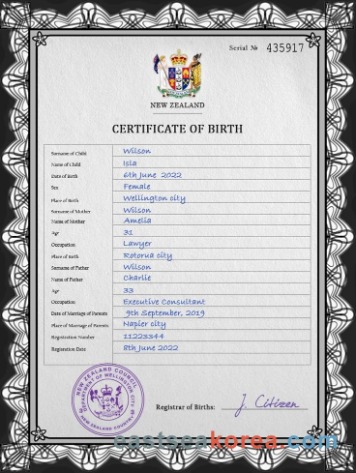 Serial № 435917
NEW ZEALAND
CERTIFICATE OF BIRTH
Surname of Child Wilson
Name of Child Isla
Date of Birth 6th June 2022
Sex Female
Place of Birth Wellington city
Surname of Mother Wilson
Name of Mother Amelia
Age 31
Occupation Lawyer
Place of Birth Rotorua city
Surname of Father Wilson
Name of Father Charlie
Age 33
Occupation Executive Consultant
Date of Marriage of Parents 9th September, 2019
Place of Marriage of Parents Napier city
Registration Number 11223344
Registration Date 8th June 2022
NEW ZEALAND COUNCIL
DEPARTMENT OF WELLINGTON CITY
Registrar of Births: J. Citizen
eastseakorea.com